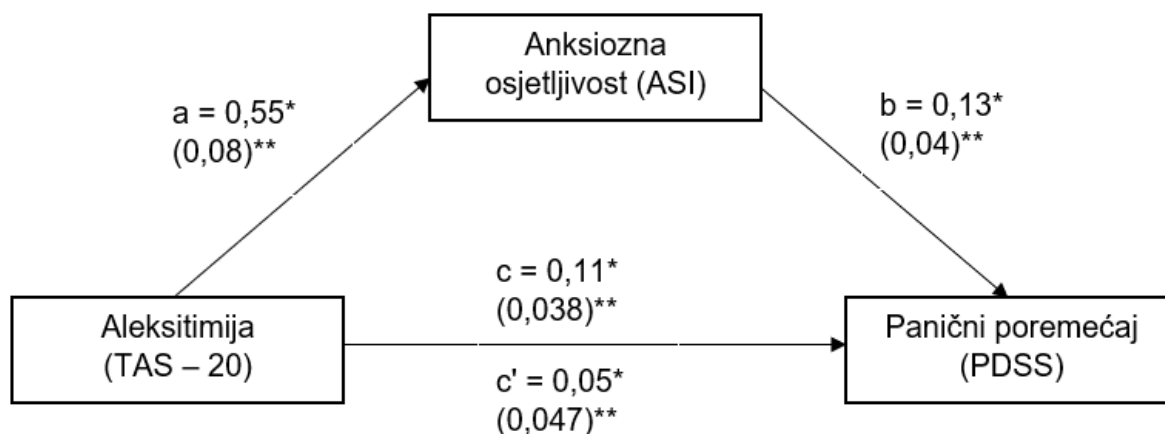 Anksiozna
osjetljivost (ASI)
a = 0,55*
(0,08)**
b = 0,13*
(0,04)**
c = 0,11*
(0,038)**
Aleksitimija
(TAS – 20)
Panični poremećaj
(PDSS)
c' = 0,05*
(0,047)**